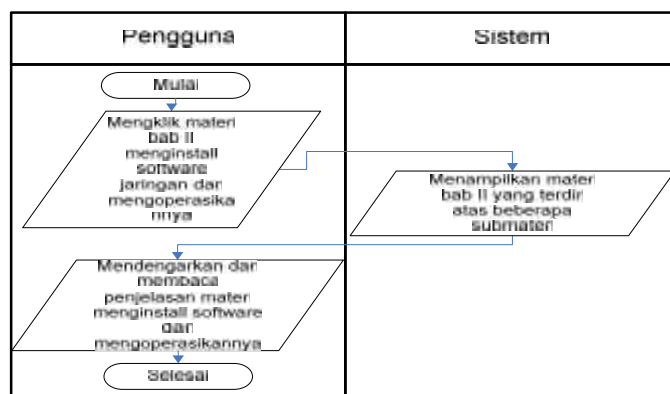 Pengguna
Sistem
Mulai
Mengklik materi
bab II
menginstall
software
jaringan dan
mengoperasika
nnya
Menampilkan materi
bab II yang terdiri
atas beberapa
submateri
Mendengarkan dan
membaca
penjelasan materi
menginstall software
dan
mengoperasikannya
Selesai